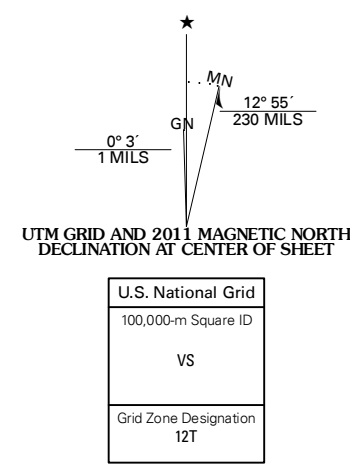 ★
MN
12° 55´
230 MILS
GN
0° 3´
1 MILS
UTM GRID AND 2011 MAGNETIC NORTH
DECLINATION AT CENTER OF SHEET
U.S. National Grid
100,000-m Square ID
VS
Grid Zone Designation
12T